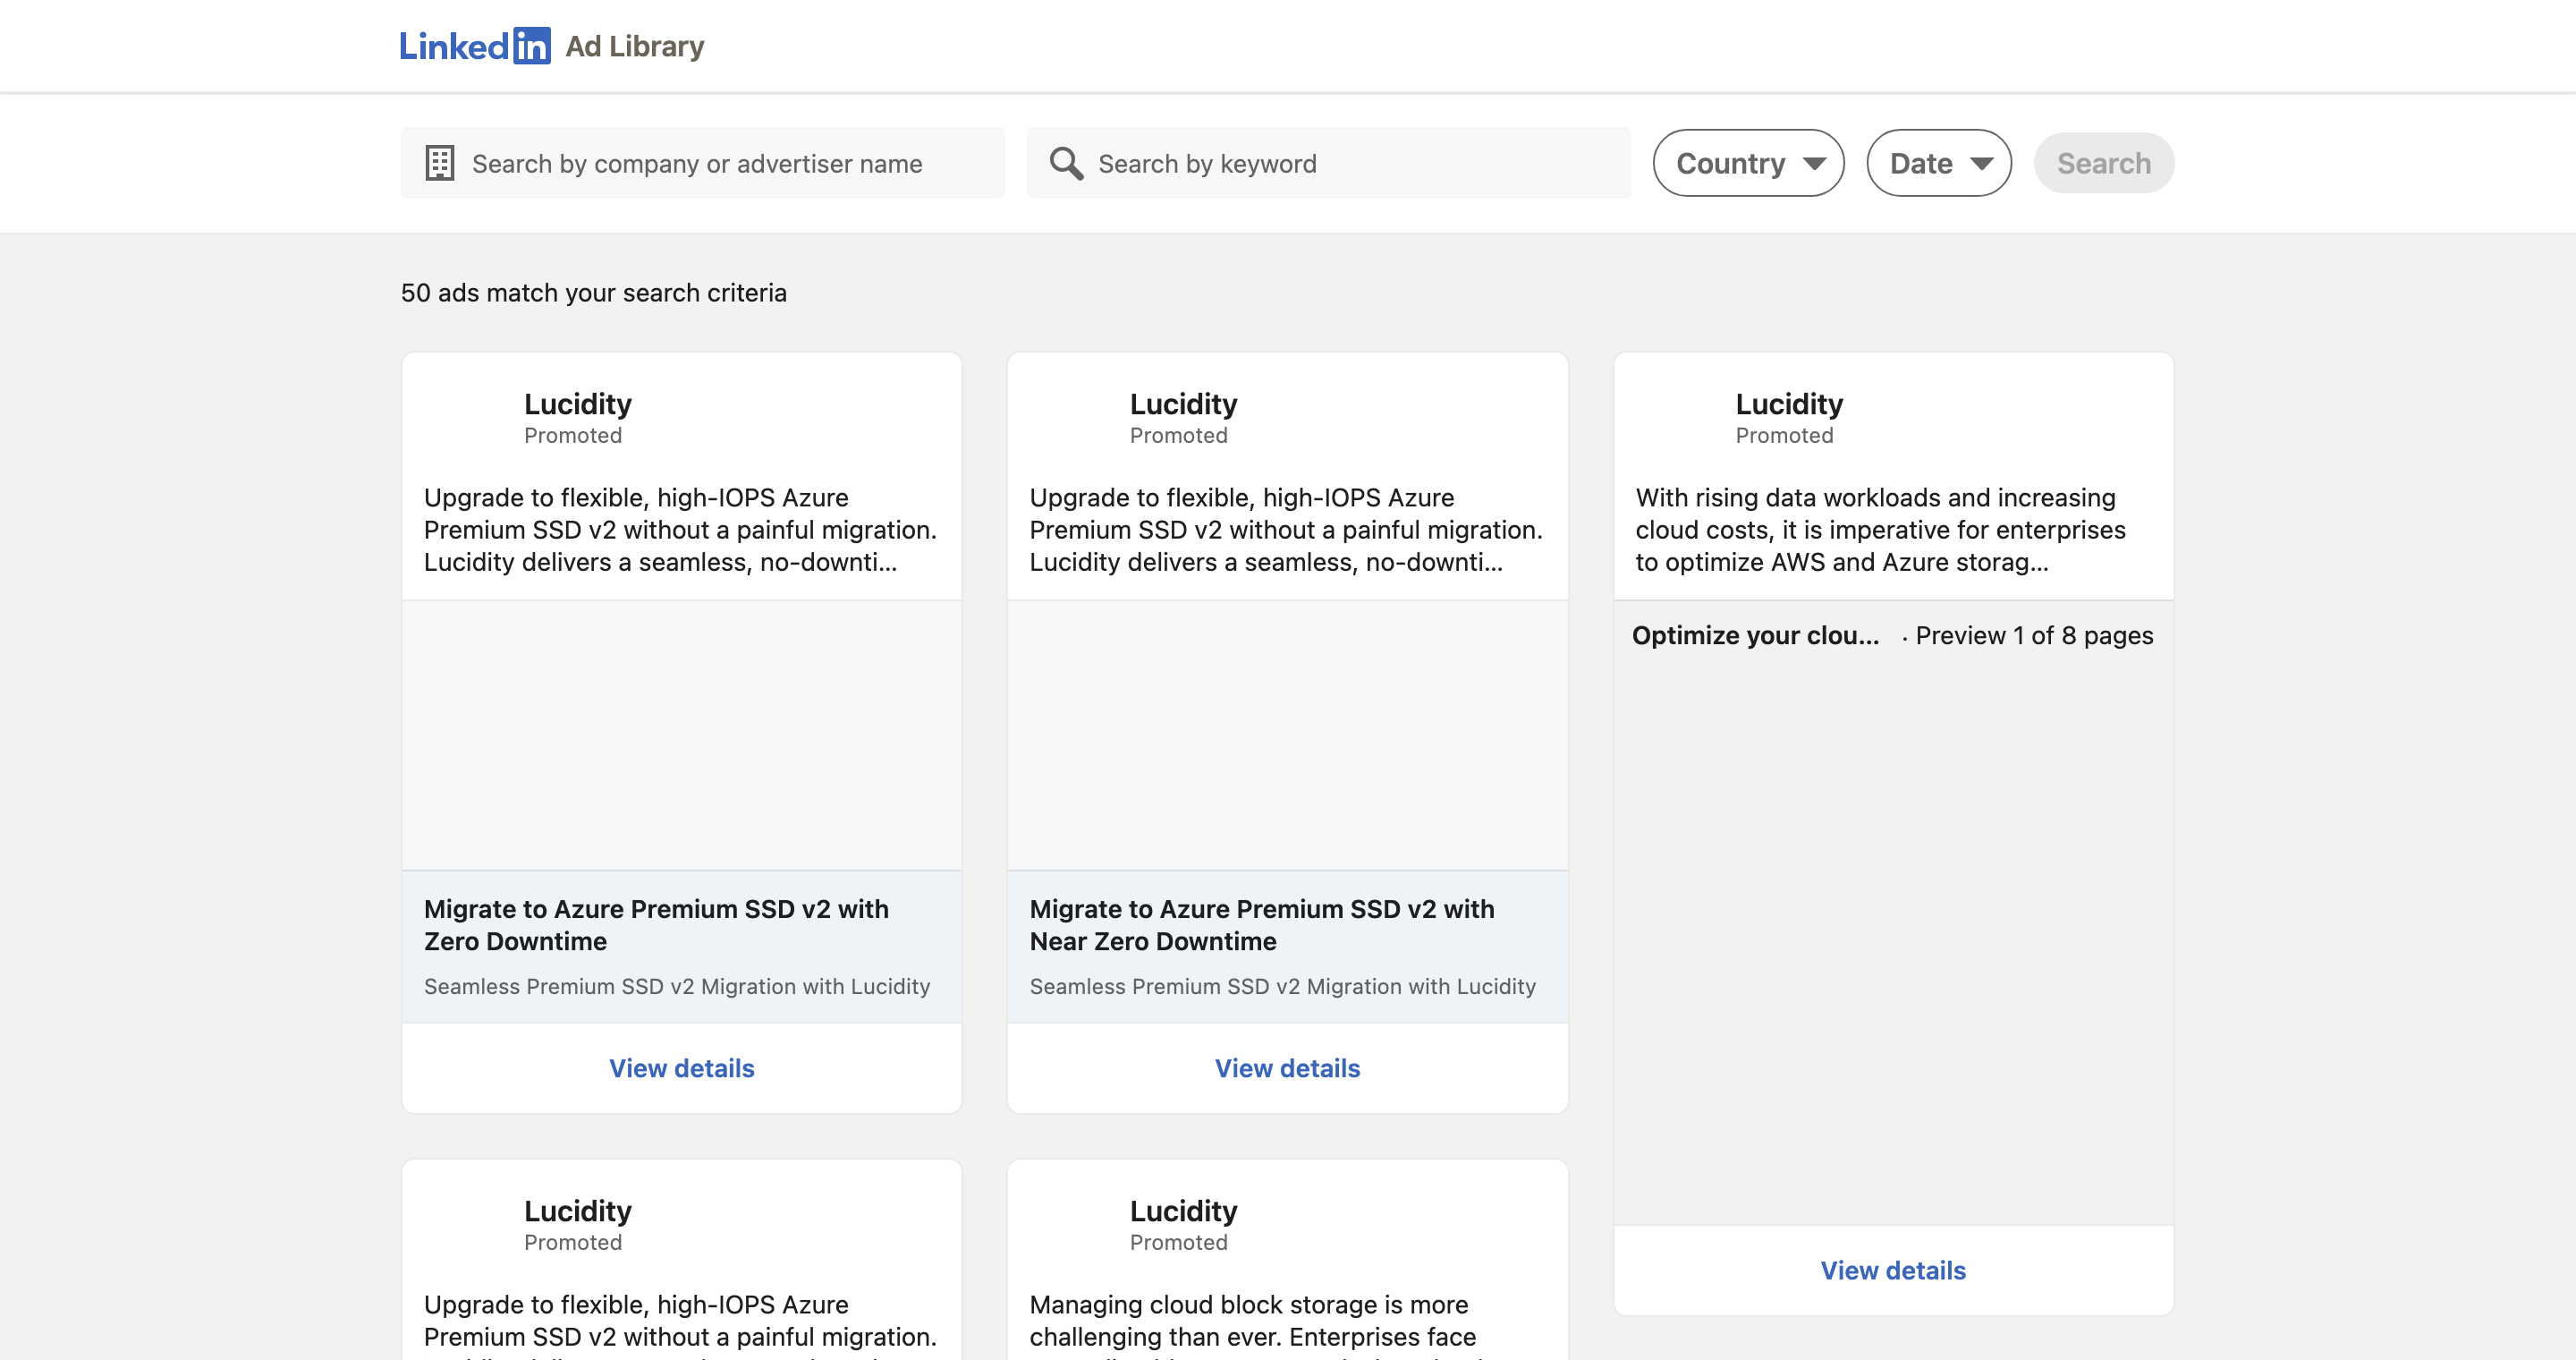 Linkedin Ad Library
Search by company or advertiser name
Search by keyword
Country
Date
Search
50 ads match your search criteria
Lucidity
Promoted
Upgrade to flexible, high-IOPS Azure
Premium SSD v2 without a painful migration.
Lucidity delivers a seamless, no-downti...
Migrate to Azure Premium SSD v2 with
Zero Downtime
Seamless Premium SSD v2 Migration with Lucidity
View details
Lucidity
Promoted
Upgrade to flexible, high-IOPS Azure
Premium SSD v2 without a painful migration.
Lucidity delivers a seamless, no-downti...
Migrate to Azure Premium SSD v2 with
Near Zero Downtime
Seamless Premium SSD v2 Migration with Lucidity
View details
Lucidity
Promoted
With rising data workloads and increasing
cloud costs, it is imperative for enterprises
to optimize AWS and Azure storag...
Optimize your clou... · Preview 1 of 8 pages
View details
Lucidity
Promoted
Upgrade to flexible, high-IOPS Azure
Premium SSD v2 without a painful migration.
Lucidity
Promoted
Managing cloud block storage is more
challenging than ever. Enterprises face